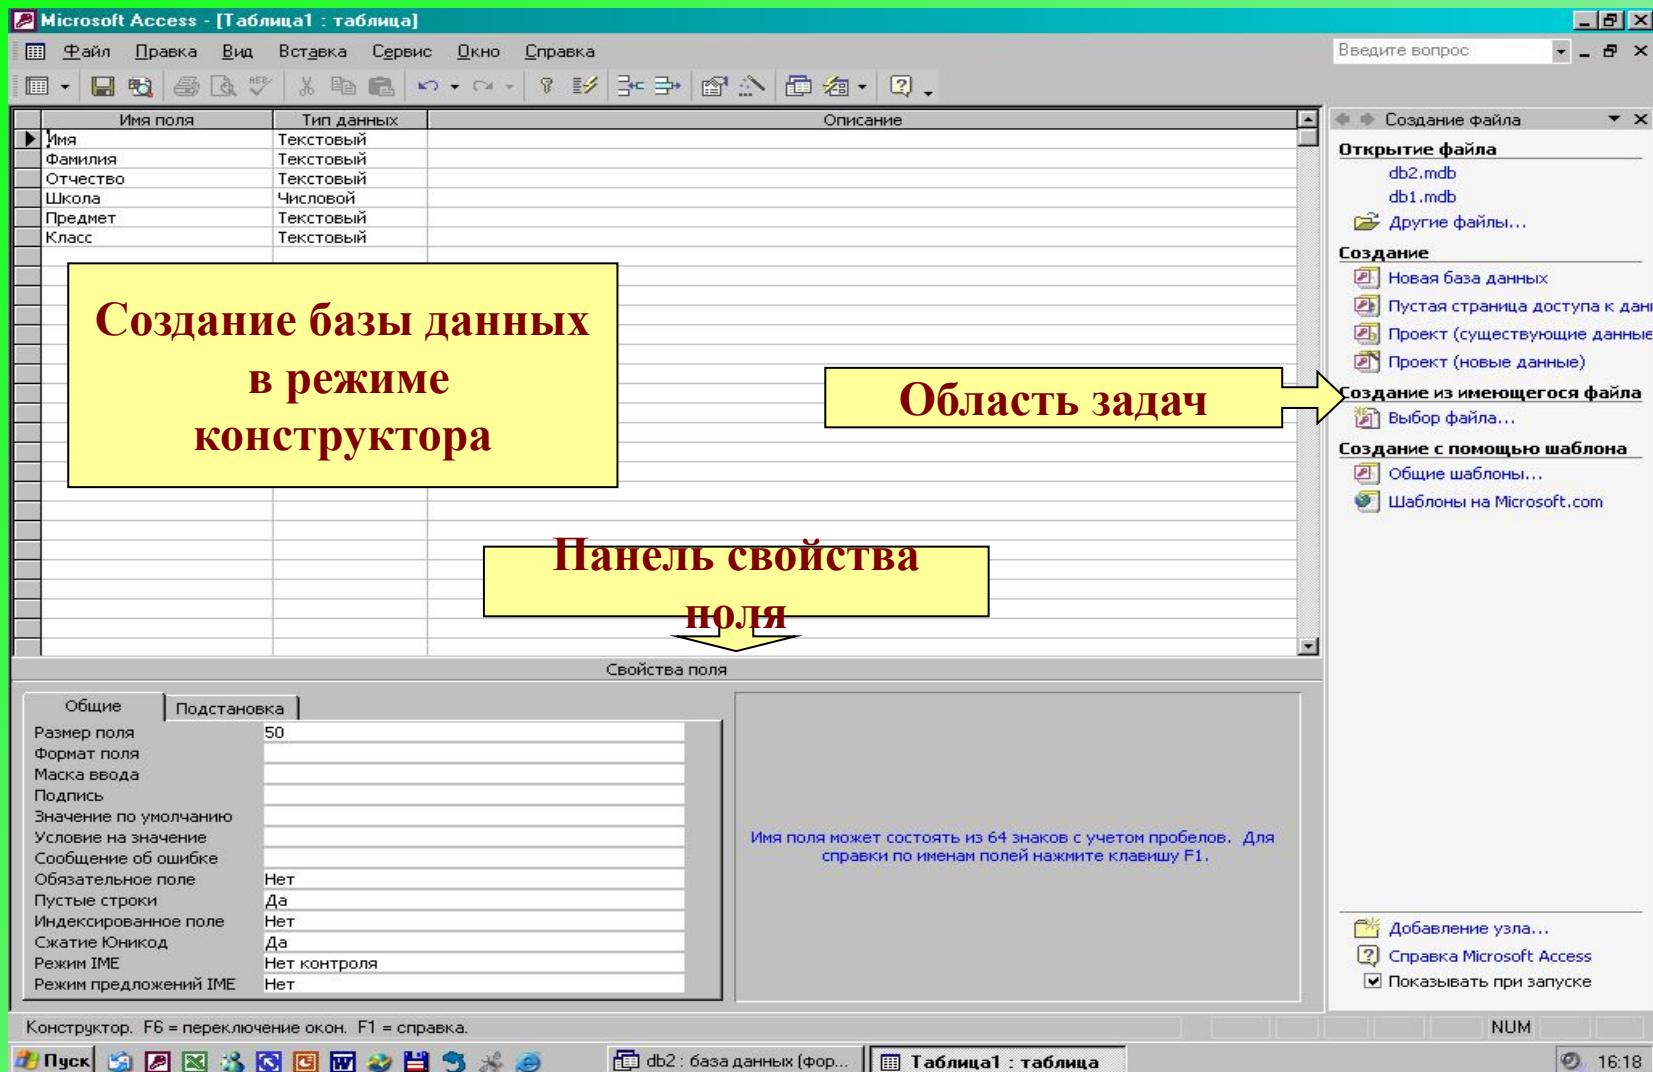 Microsoft Access - [Таблица1 : таблица]
Файл Правка Вид Вставка Сервис Окно Справка
Введите вопрос
Имя поля Тип данных Описание
Имя Текстовый
Фамилия Текстовый
Отчество Текстовый
Школа Числовой
Предмет Текстовый
Класс Текстовый
Создание базы данных
в режиме
конструктора
Область задач
Панель свойства
поля
Создание файла
Открытие файла
db2.mdb
db1.mdb
Другие файлы...
Создание
Новая база данных
Пустая страница доступа к дан
Проект (существующие данные
Проект (новые данные)
Создание из имеющегося файла
Выбор файла...
Создание с помощью шаблона
Общие шаблоны...
Шаблоны на Microsoft.com
Добавление узла...
Справка Microsoft Access
Показывать при запуске
Свойства поля
Общие Подстановка
Размер поля 50
Формат поля
Маска ввода
Подпись
Значение по умолчанию
Условие на значение
Сообщение об ошибке
Обязательное поле Нет
Пустые строки Да
Индексированное поле Нет
Сжатие Юникод Да
Режим IME Нет контроля
Режим предложений IME Нет
Имя поля может состоять из 64 знаков с учетом пробелов. Для
справки по именам полей нажмите клавишу F1.
Конструктор. F6 = переключение окон. F1 = справка.
NUM
Пуск
db2 : база данных (фор...
Таблица1 : таблица
16:18